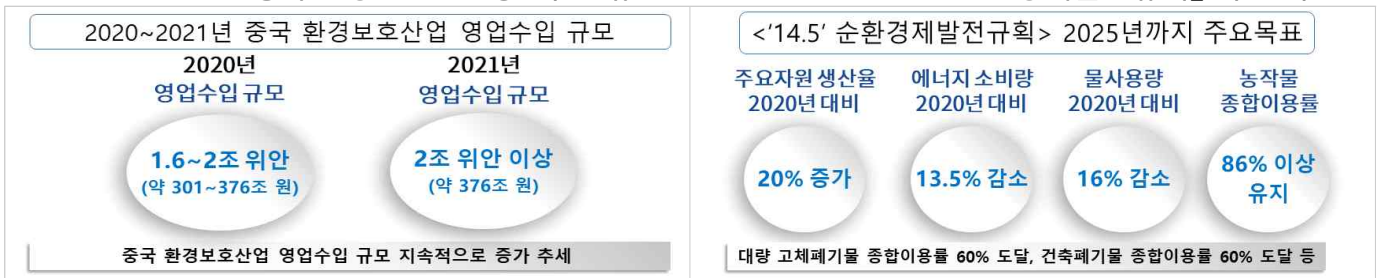 2020~2021년 중국 환경보호산업 영업수입 규모
2020년
영업수입 규모
2021년
영업수입 규모
1.6~2조 위안
(약 301~376조 원)
2조 위안 이상
(약 376조 원)
중국 환경보호산업 영업수입 규모 지속적으로 증가 추세
<'14.5' 순환경제발전규획> 2025년까지 주요목표
주요자원 생산율
2020년 대비
에너지 소비량
2020년 대비
물사용량
2020년 대비
농작물
종합이용률
20% 증가
13.5% 감소
16% 감소
86% 이상
유지
대량 고체폐기물 종합이용률 60% 도달, 건축폐기물 종합이용률 60% 도달 등